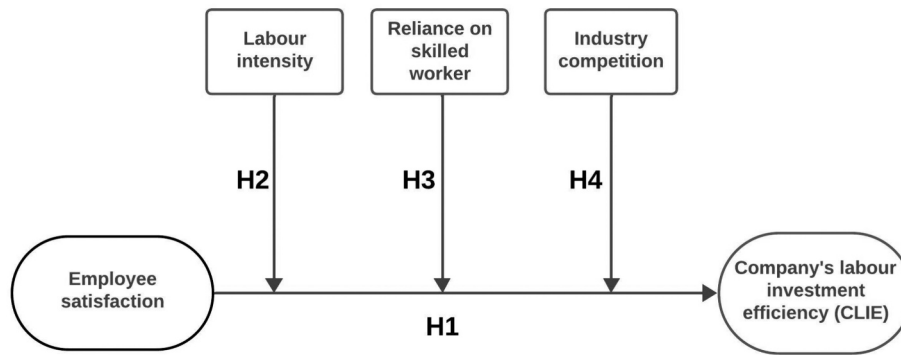 Labour
intensity
Reliance on
skilled
worker
Industry
competition
H2
H3
H4
Employee
satisfaction
H1
Company's labour
investment
efficiency (CLIE)